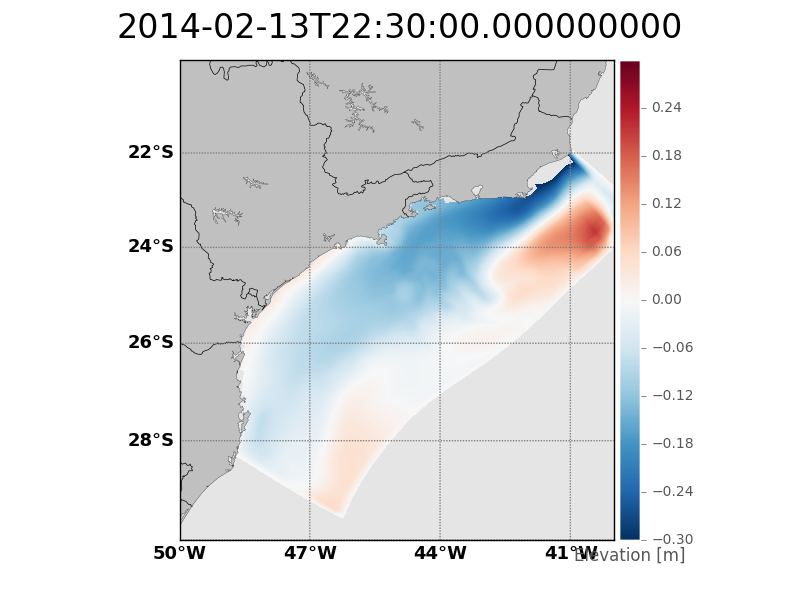 2014-02-13T22:30:00.000000000
22°S
24°S
26°S
28°S
50°W
47°W
44°W
41°W
0.24
0.18
0.12
0.06
0.00
−0.06
−0.12
−0.18
−0.24
−0.30
Elevation [m]